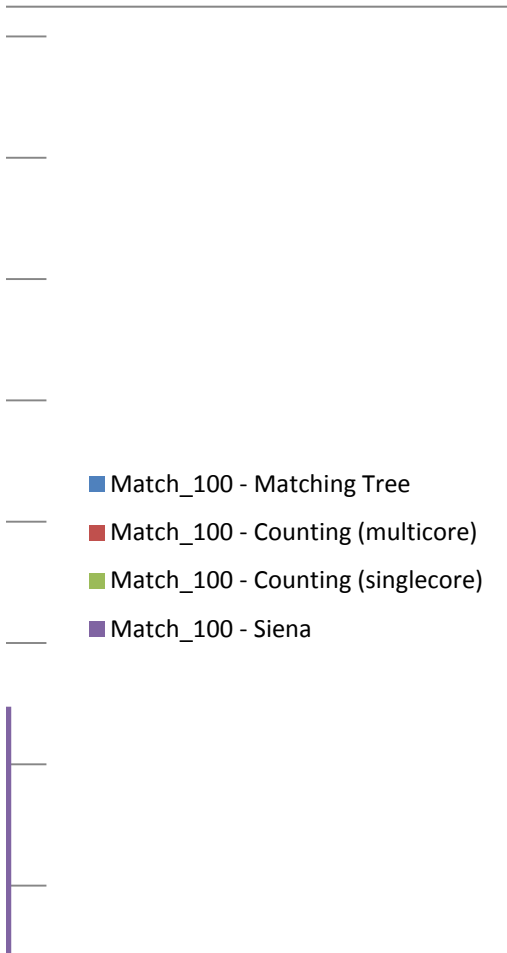 Match_100 - Matching Tree
Match_100 - Counting (multicore)
Match_100 - Counting (singlecore)
Match_100 - Siena